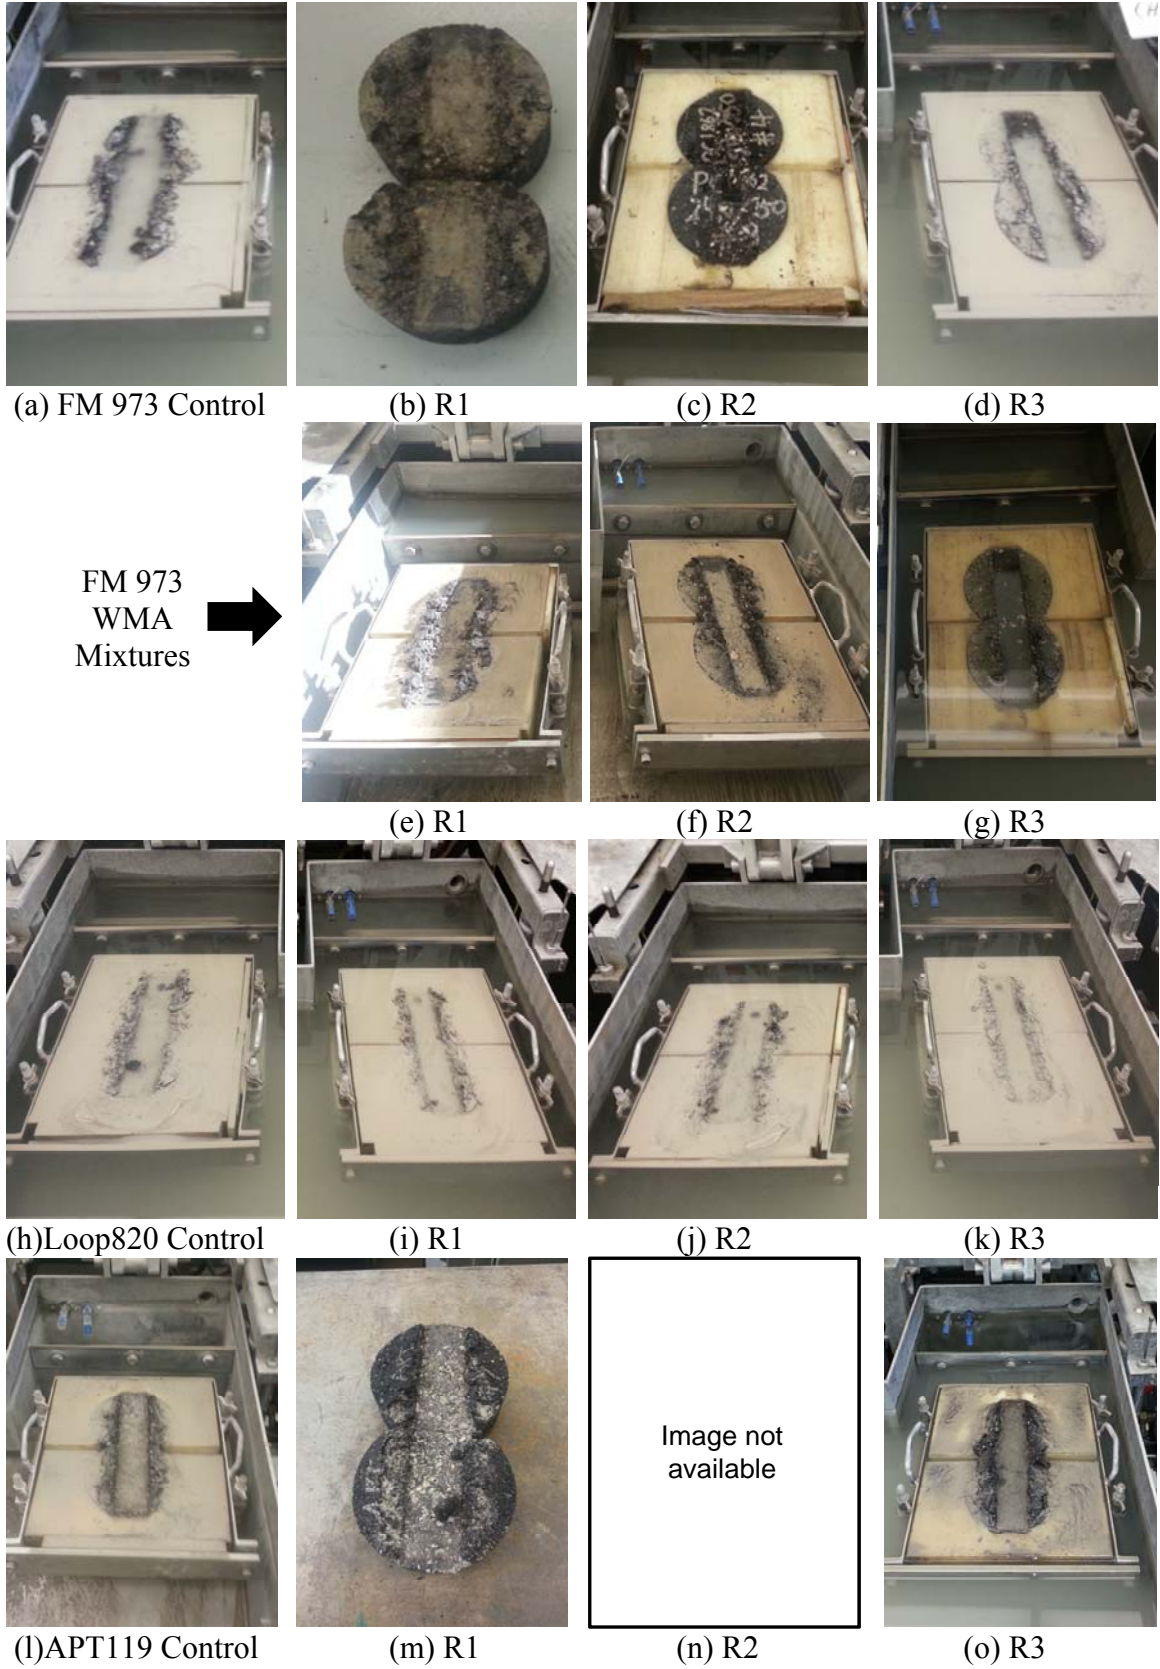 (a) FM 973 Control
(b) R1
(c) R2
(d) R3
FM 973
WMA
Mixtures
(e) R1
(f) R2
(g) R3
(h)Loop820 Control
(i) R1
(j) R2
(k) R3
Image not
available
(l)APT119 Control
(m) R1
(n) R2
(o) R3